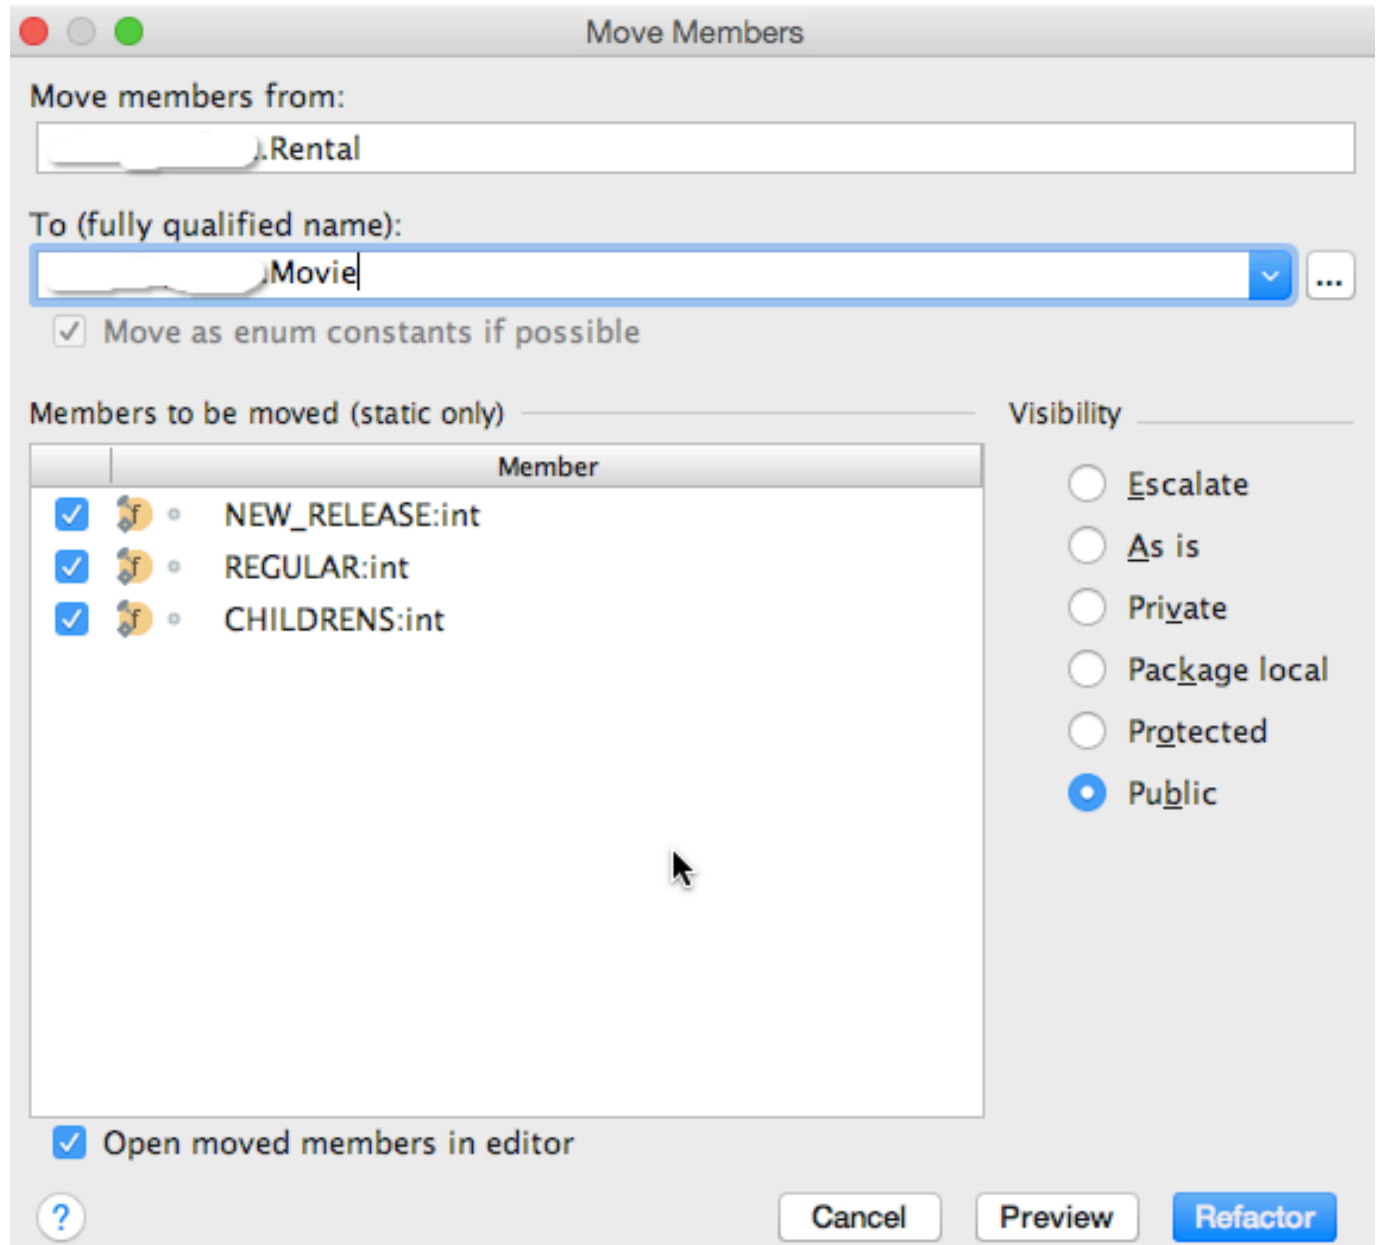 Move Members
Move members from:
.Rental
To (fully qualified name):
.Movie
...
Move as enum constants if possible
Members to be moved (static only)
Visibility
Member
NEW_RELEASE:int
REGULAR:int
CHILDRENS:int
Escalate
As is
Private
Package local
Protected
Public
Open moved members in editor
?
Cancel
Preview
Refactor